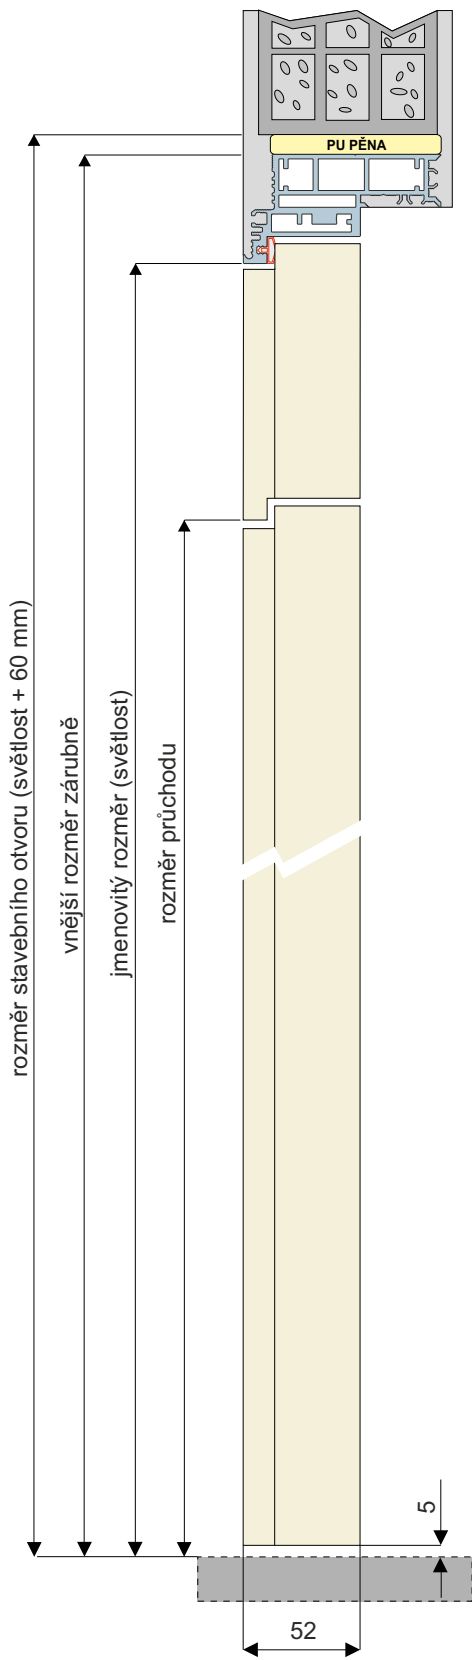 PU PĚNA
rozměr stavebního otvoru (světlost + 60 mm)
vnější rozměr zárubně
jmenovitý rozměr (světlost)
rozměr průchodu
5
52